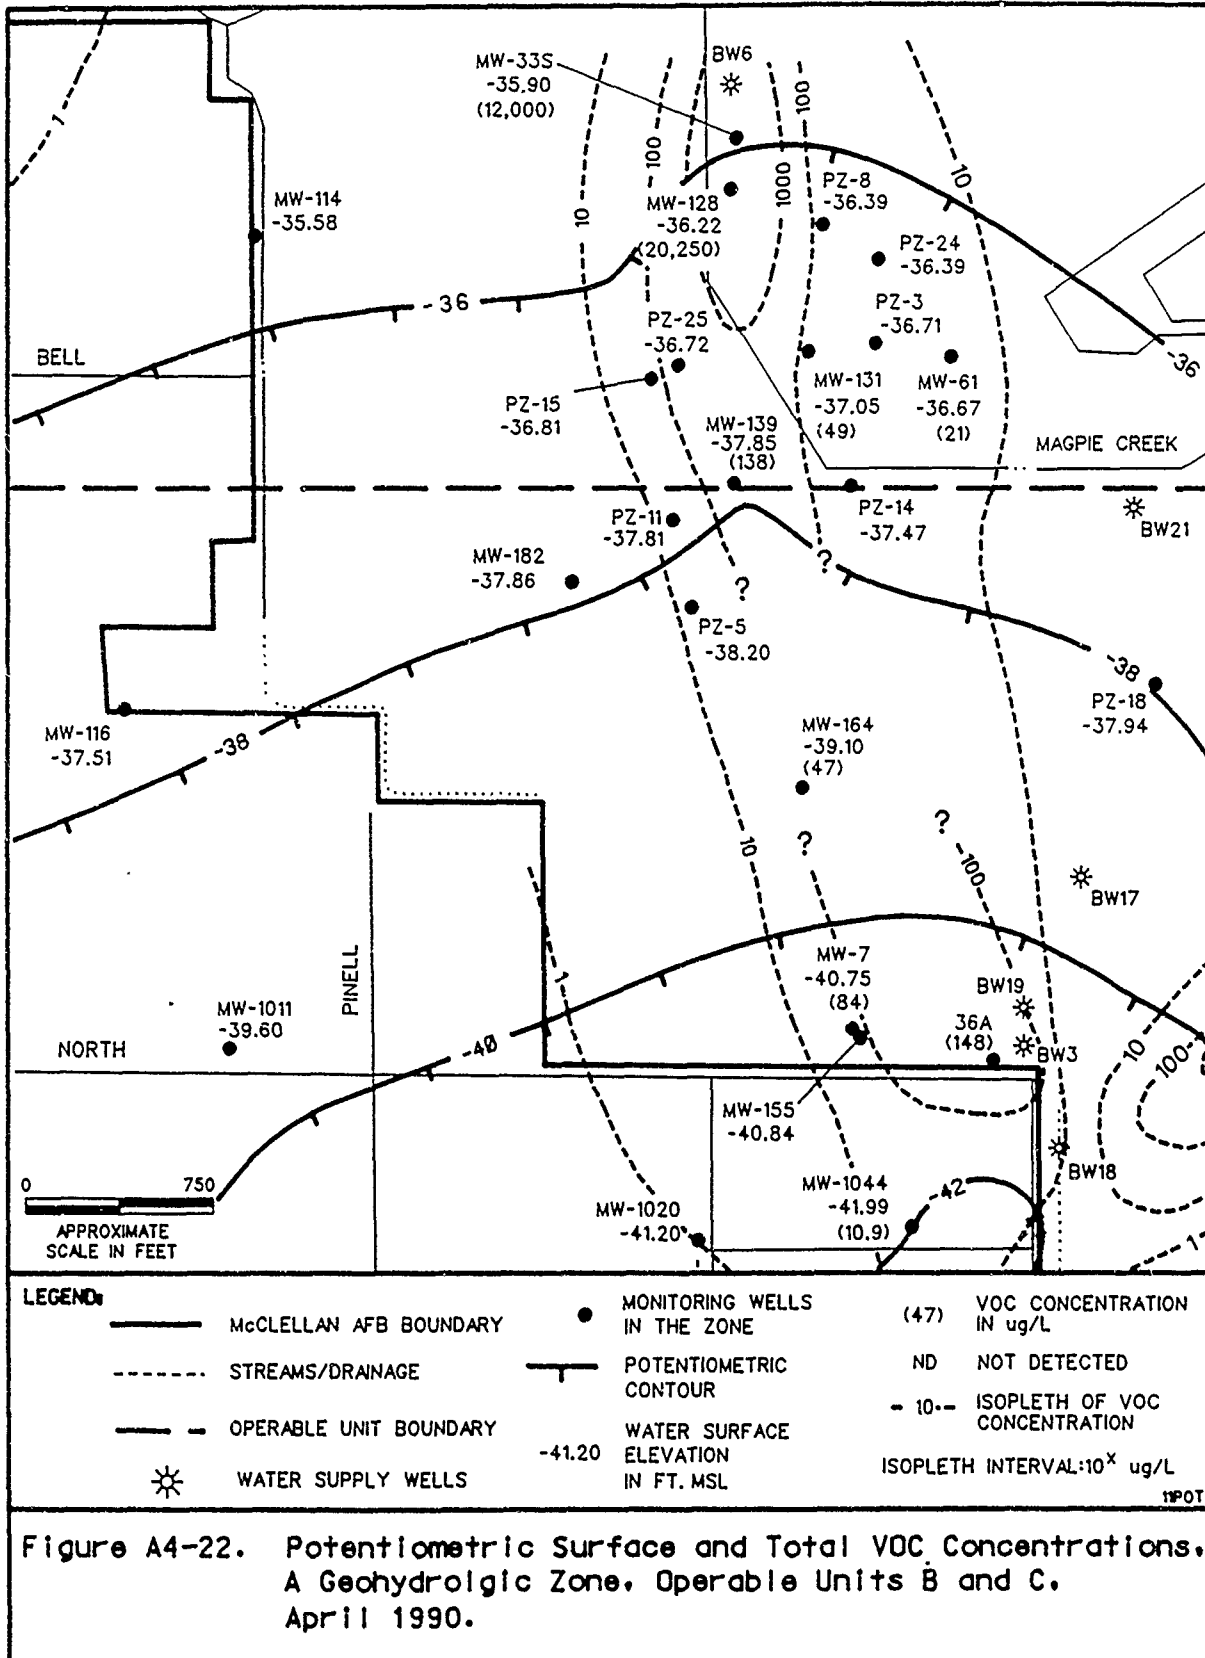 1
MW-33S
-35.90
(12,000)
BW6
100
100
10
MW-114
-35.58
10
MW-128
-36.22
(20,250)
1000
PZ-8
-36.39
PZ-24
-36.39
-36
PZ-3
-36.71
PZ-25
-36.72
BELL
-36
PZ-15
-36.81
MW-131
-37.05
(49)
MW-61
-36.67
(21)
MW-139
-37.85
(138)
MAGPIE CREEK
PZ-11
-37.81
PZ-14
-37.47
BW21
MW-182
-37.86
?
?
PZ-5
-38.20
-38
PZ-18
-37.94
MW-116
-37.51
-38
MW-164
-39.10
(47)
10
?
?
100
BW17
PINELL
1
MW-7
-40.75
(84)
BW19
MW-1011
-39.60
36A
(148)
BW3
10
100
NORTH
-40
MW-155
-40.84
BW18
0 750
APPROXIMATE
SCALE IN FEET
MW-1020
-41.20
MW-1044
-41.99
(10.9)
-42
1
LEGEND:
McCLELLAN AFB BOUNDARY
STREAMS/DRAINAGE
OPERABLE UNIT BOUNDARY
WATER SUPPLY WELLS
MONITORING WELLS
IN THE ZONE
POTENTIOMETRIC
CONTOUR
-41.20
WATER SURFACE
ELEVATION
IN FT. MSL
(47) VOC CONCENTRATION
IN ug/L
ND NOT DETECTED
- 10-- ISOPLETH OF VOC
CONCENTRATION
ISOPLETH INTERVAL:10ˣ ug/L
11POT
Figure A4-22. Potentiometric Surface and Total VOC Concentrations,
A Geohydrolgic Zone, Operable Units B and C,
April 1990.